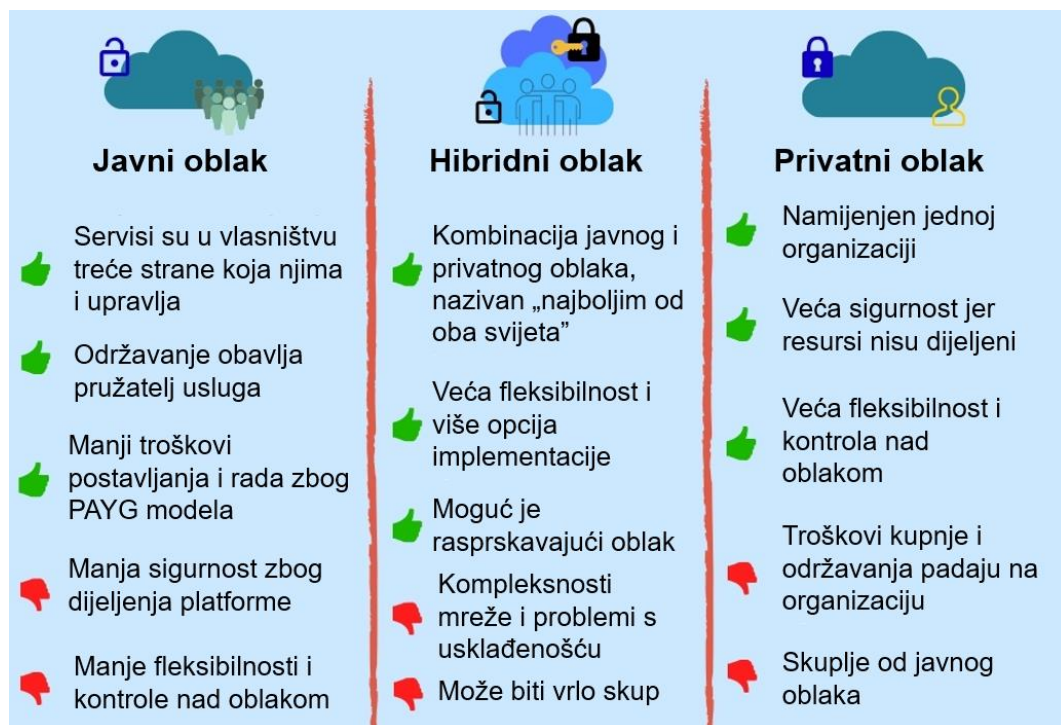 Javni oblak
Servisi su u vlasništvu
treće strane koja njima
i upravlja
Održavanje obavlja
pružatelj usluga
Manji troškovi
postavljanja i rada zbog
PAYG modela
Manja sigurnost zbog
dijeljenja platforme
Manje fleksibilnosti i
kontrole nad oblakom
Hibridni oblak
Kombinacija javnog i
privatnog oblaka,
nazivan „najboljim od
oba svijeta”
Veća fleksibilnost i
više opcija
implementacije
Moguć je
rasprskavajući oblak
Kompleksnosti
mreže i problemi s
usklađenošću
Može biti vrlo skup
Privatni oblak
Namijenjen jednoj
organizaciji
Veća sigurnost jer
resursi nisu dijeljeni
Veća fleksibilnost i
kontrola nad
oblakom
Troškovi kupnje i
održavanja padaju na
organizaciju
Skuplje od javnog
oblaka